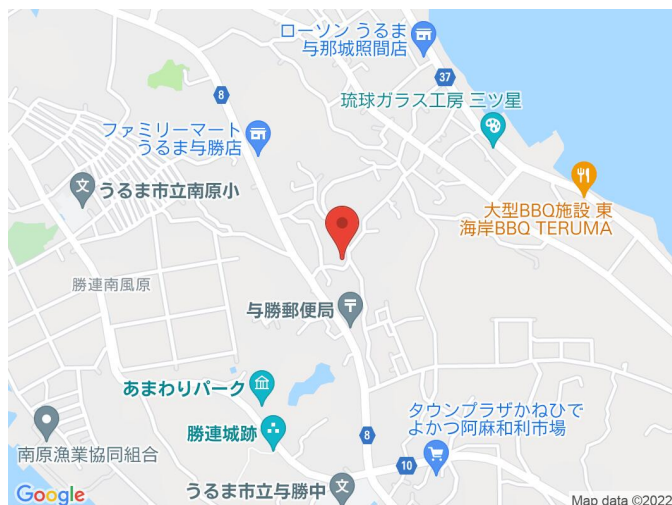 ローソン うるま
与那城照間店
37
8
琉球ガラス工房 三ツ星
ファミリーマート
うるま与勝店
うるま市立南原小
大型BBQ施設 東
海岸BBQ TERUMA
勝連南風原
与勝郵便局
あまわりパーク
勝連城跡
8
タウンプラザかねひで
よかつ阿麻和利市場
10
南原漁業協同組合
うるま市立与勝中
Google
Map data ©2022